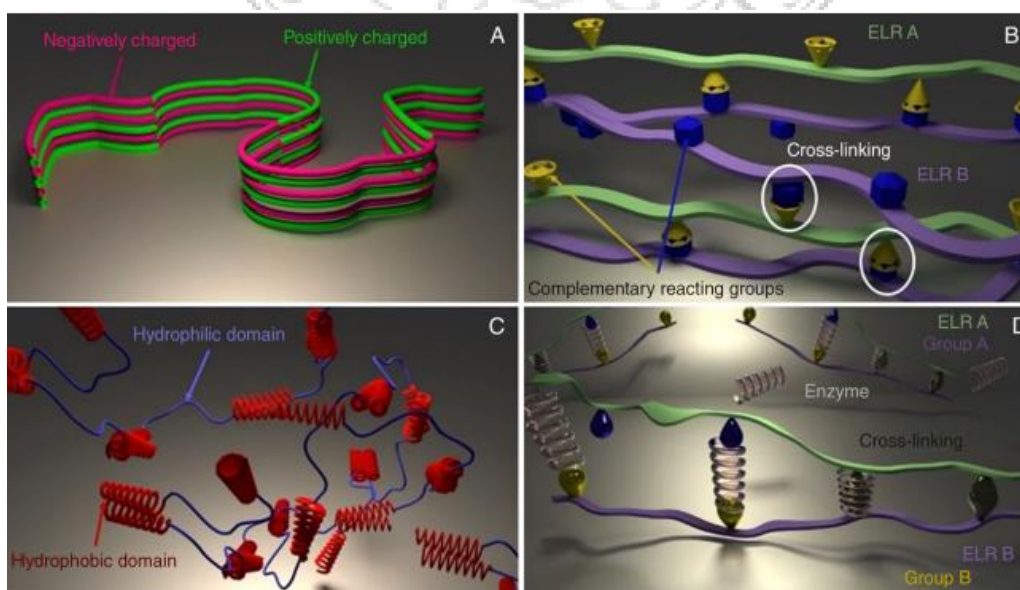 Negatively charged
Positively charged
A
ELR A
B
Cross-linking
ELR B
Complementary reacting groups
Hydrophilic domain
C
Hydrophobic domain
ELR A
D
Group A
Enzyme
Cross-linking
ELR B
Group B